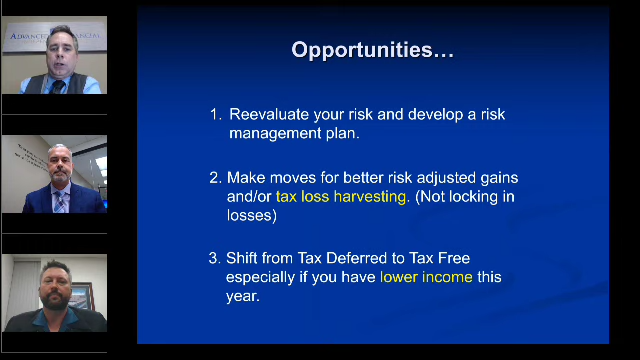 ADVANCED FINANCIAL
Opportunities…
1. Reevaluate your risk and develop a risk
management plan.
2. Make moves for better risk adjusted gains
and/or tax loss harvesting. (Not locking in
losses)
3. Shift from Tax Deferred to Tax Free
especially if you have lower income this
year.